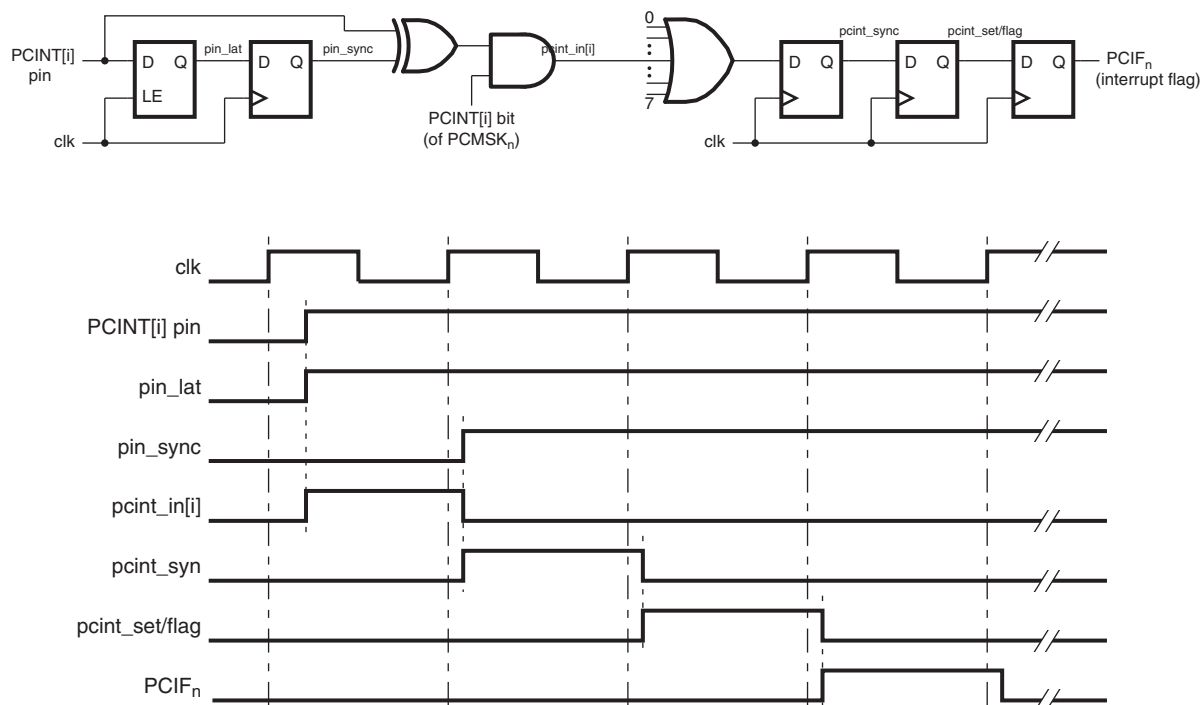 PCINT[i]
pin
clk
D Q
LE
pin_lat
D Q
pin_sync
PCINT[i] bit
(of PCMSKn)
pcint_in[i]
0
7
clk
D Q
pcint_sync
D Q
pcint_set/flag
D Q
PCIFn
(interrupt flag)
clk
PCINT[i] pin
pin_lat
pin_sync
pcint_in[i]
pcint_syn
pcint_set/flag
PCIFn